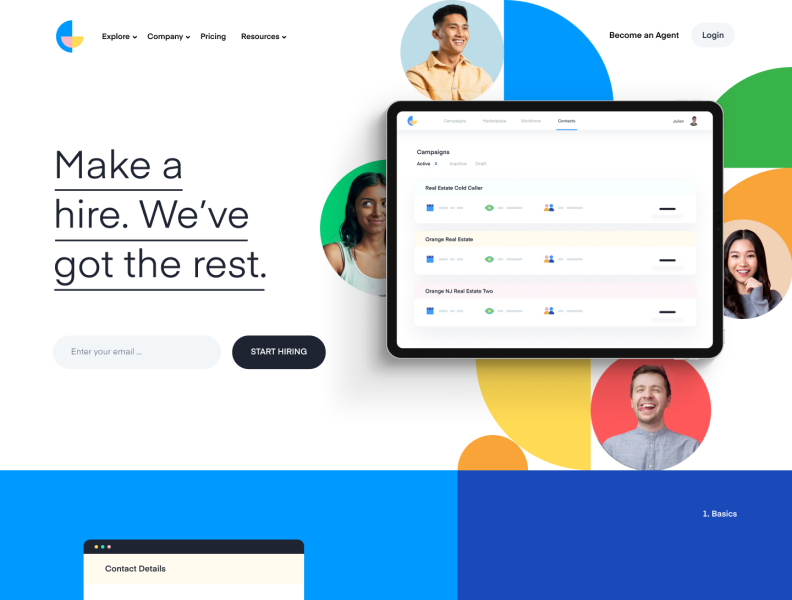 Explore Company Pricing Resources
Become an Agent Login
Make a
hire. We've
got the rest.
Enter your email ...
START HIRING
Campaigns Marketplace Workforce Contacts
Julien
Campaigns
Active 3 Inactive Draft
Real Estate Cold Caller
Orange Real Estate
Orange NJ Real Estate Two
1. Basics
Contact Details